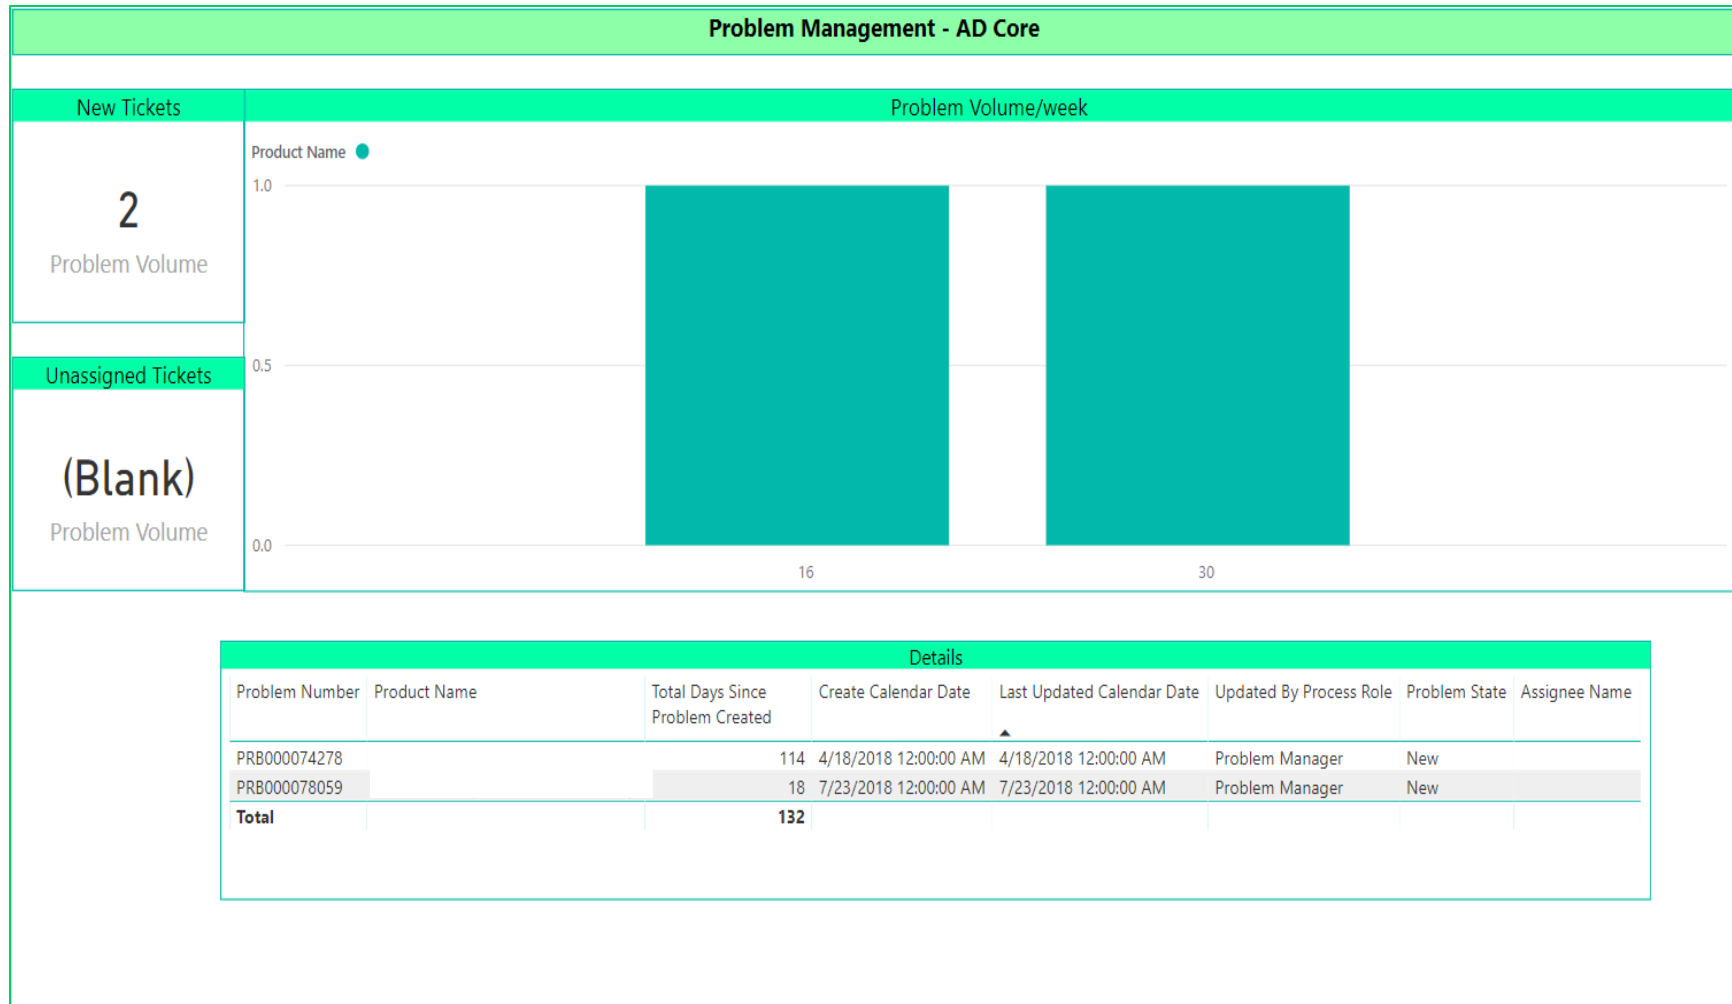 Problem Management - AD Core
New Tickets
2
Problem Volume
Unassigned Tickets
(Blank)
Problem Volume
Problem Volume/week
Product Name
1.0
0.5
0.0
16 30
Details
Problem Number Product Name Total Days Since Problem Created Create Calendar Date Last Updated Calendar Date Updated By Process Role Problem State Assignee Name
PRB000074278 114 4/18/2018 12:00:00 AM 4/18/2018 12:00:00 AM Problem Manager New
PRB000078059 18 7/23/2018 12:00:00 AM 7/23/2018 12:00:00 AM Problem Manager New
Total 132